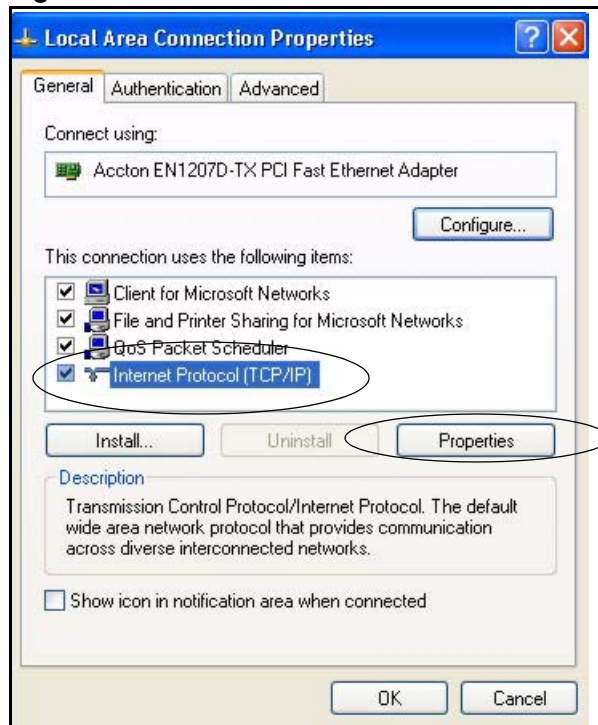 Local Area Connection Properties
General Authentication Advanced
Connect using:
Accton EN1207D-TX PCI Fast Ethernet Adapter
Configure...
This connection uses the following items:
Client for Microsoft Networks
File and Printer Sharing for Microsoft Networks
QoS Packet Scheduler
Internet Protocol (TCP/IP)
Install... Uninstall Properties
Description
Transmission Control Protocol/Internet Protocol. The default
wide area network protocol that provides communication
across diverse interconnected networks.
Show icon in notification area when connected
OK Cancel